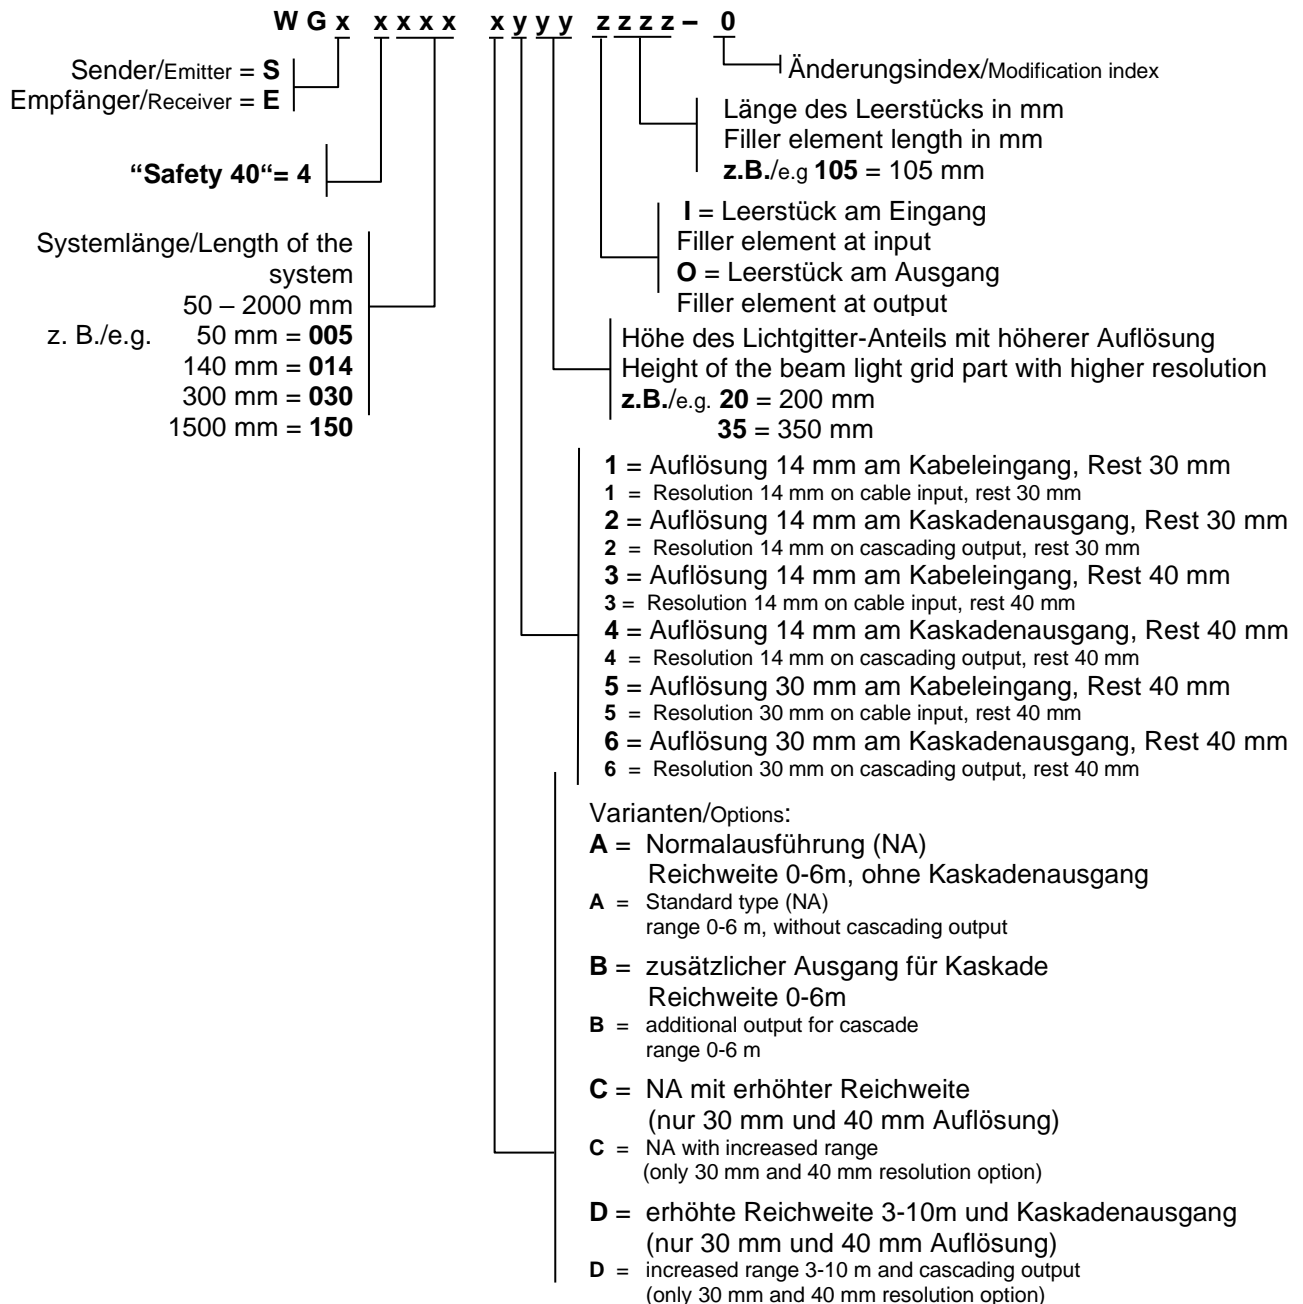 W G x x x x x x y y y z z z z – 0
Sender/Emitter = S
Empfänger/Receiver = E
Änderungsindex/Modification index
Länge des Leerstücks in mm
Filler element length in mm
z.B./e.g 105 = 105 mm
“Safety 40“= 4
I = Leerstück am Eingang
Filler element at input
O = Leerstück am Ausgang
Filler element at output
Systemlänge/Length of the
system
50 – 2000 mm
z. B./e.g. 50 mm = 005
140 mm = 014
300 mm = 030
1500 mm = 150
Höhe des Lichtgitter-Anteils mit höherer Auflösung
Height of the beam light grid part with higher resolution
z.B./e.g. 20 = 200 mm
35 = 350 mm
1 = Auflösung 14 mm am Kabeleingang, Rest 30 mm
1 = Resolution 14 mm on cable input, rest 30 mm
2 = Auflösung 14 mm am Kaskadenausgang, Rest 30 mm
2 = Resolution 14 mm on cascading output, rest 30 mm
3 = Auflösung 14 mm am Kabeleingang, Rest 40 mm
3 = Resolution 14 mm on cable input, rest 40 mm
4 = Auflösung 14 mm am Kaskadenausgang, Rest 40 mm
4 = Resolution 14 mm on cascading output, rest 40 mm
5 = Auflösung 30 mm am Kabeleingang, Rest 40 mm
5 = Resolution 30 mm on cable input, rest 40 mm
6 = Auflösung 30 mm am Kaskadenausgang, Rest 40 mm
6 = Resolution 30 mm on cascading output, rest 40 mm
Varianten/Options:
A = Normalausführung (NA)
Reichweite 0-6m, ohne Kaskadenausgang
A = Standard type (NA)
range 0-6 m, without cascading output
B = zusätzlicher Ausgang für Kaskade
Reichweite 0-6m
B = additional output for cascade
range 0-6 m
C = NA mit erhöhter Reichweite
(nur 30 mm und 40 mm Auflösung)
C = NA with increased range
(only 30 mm and 40 mm resolution option)
D = erhöhte Reichweite 3-10m und Kaskadenausgang
(nur 30 mm und 40 mm Auflösung)
D = increased range 3-10 m and cascading output
(only 30 mm and 40 mm resolution option)